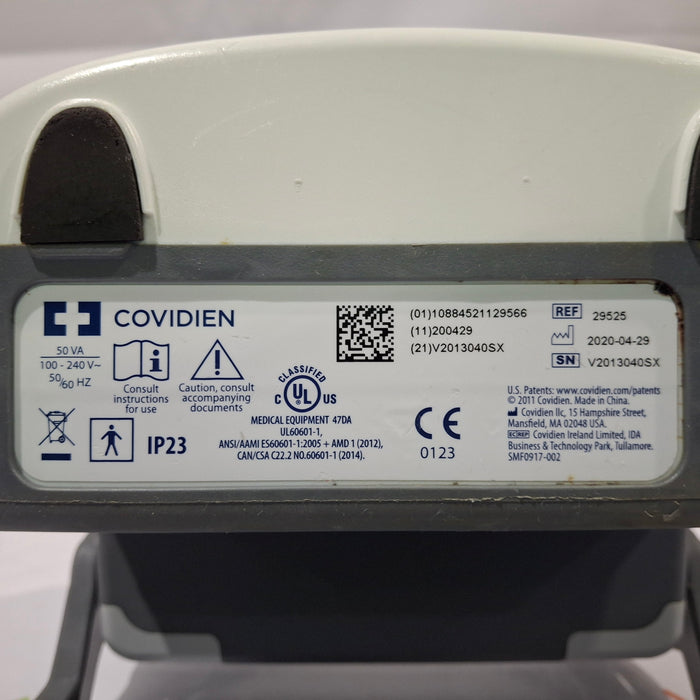 COVIDIEN
50 VA
100 - 240 V~
50/60 HZ
Consult
instructions
for use
Caution, consult
accompanying
documents
IP23
CLASSIFIED
C UL US
MEDICAL EQUIPMENT 47DA
UL60601-1,
ANSI/AAMI ES60601-1:2005 + AMD 1 (2012),
CAN/CSA C22.2 NO.60601-1 (2014).
(01)10884521129566
(11)200429
(21)V2013040SX
CE
0123
REF 29525
2020-04-29
SN V2013040SX
U.S. Patents: www.covidien.com/patents
© 2011 Covidien. Made in China.
Covidien llc, 15 Hampshire Street,
Mansfield, MA 02048 USA.
EC REP Covidien Ireland Limited, IDA
Business & Technology Park, Tullamore.
SMF0917-002